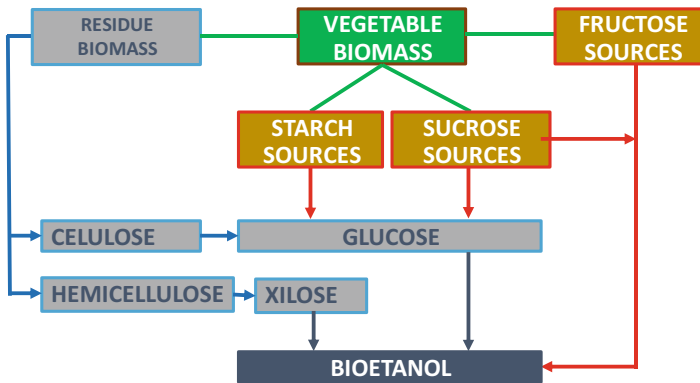 RESIDUE
BIOMASS
VEGETABLE
BIOMASS
FRUCTOSE
SOURCES
STARCH
SOURCES
SUCROSE
SOURCES
CELULOSE
GLUCOSE
HEMICELLULOSE
XILOSE
BIOETANOL